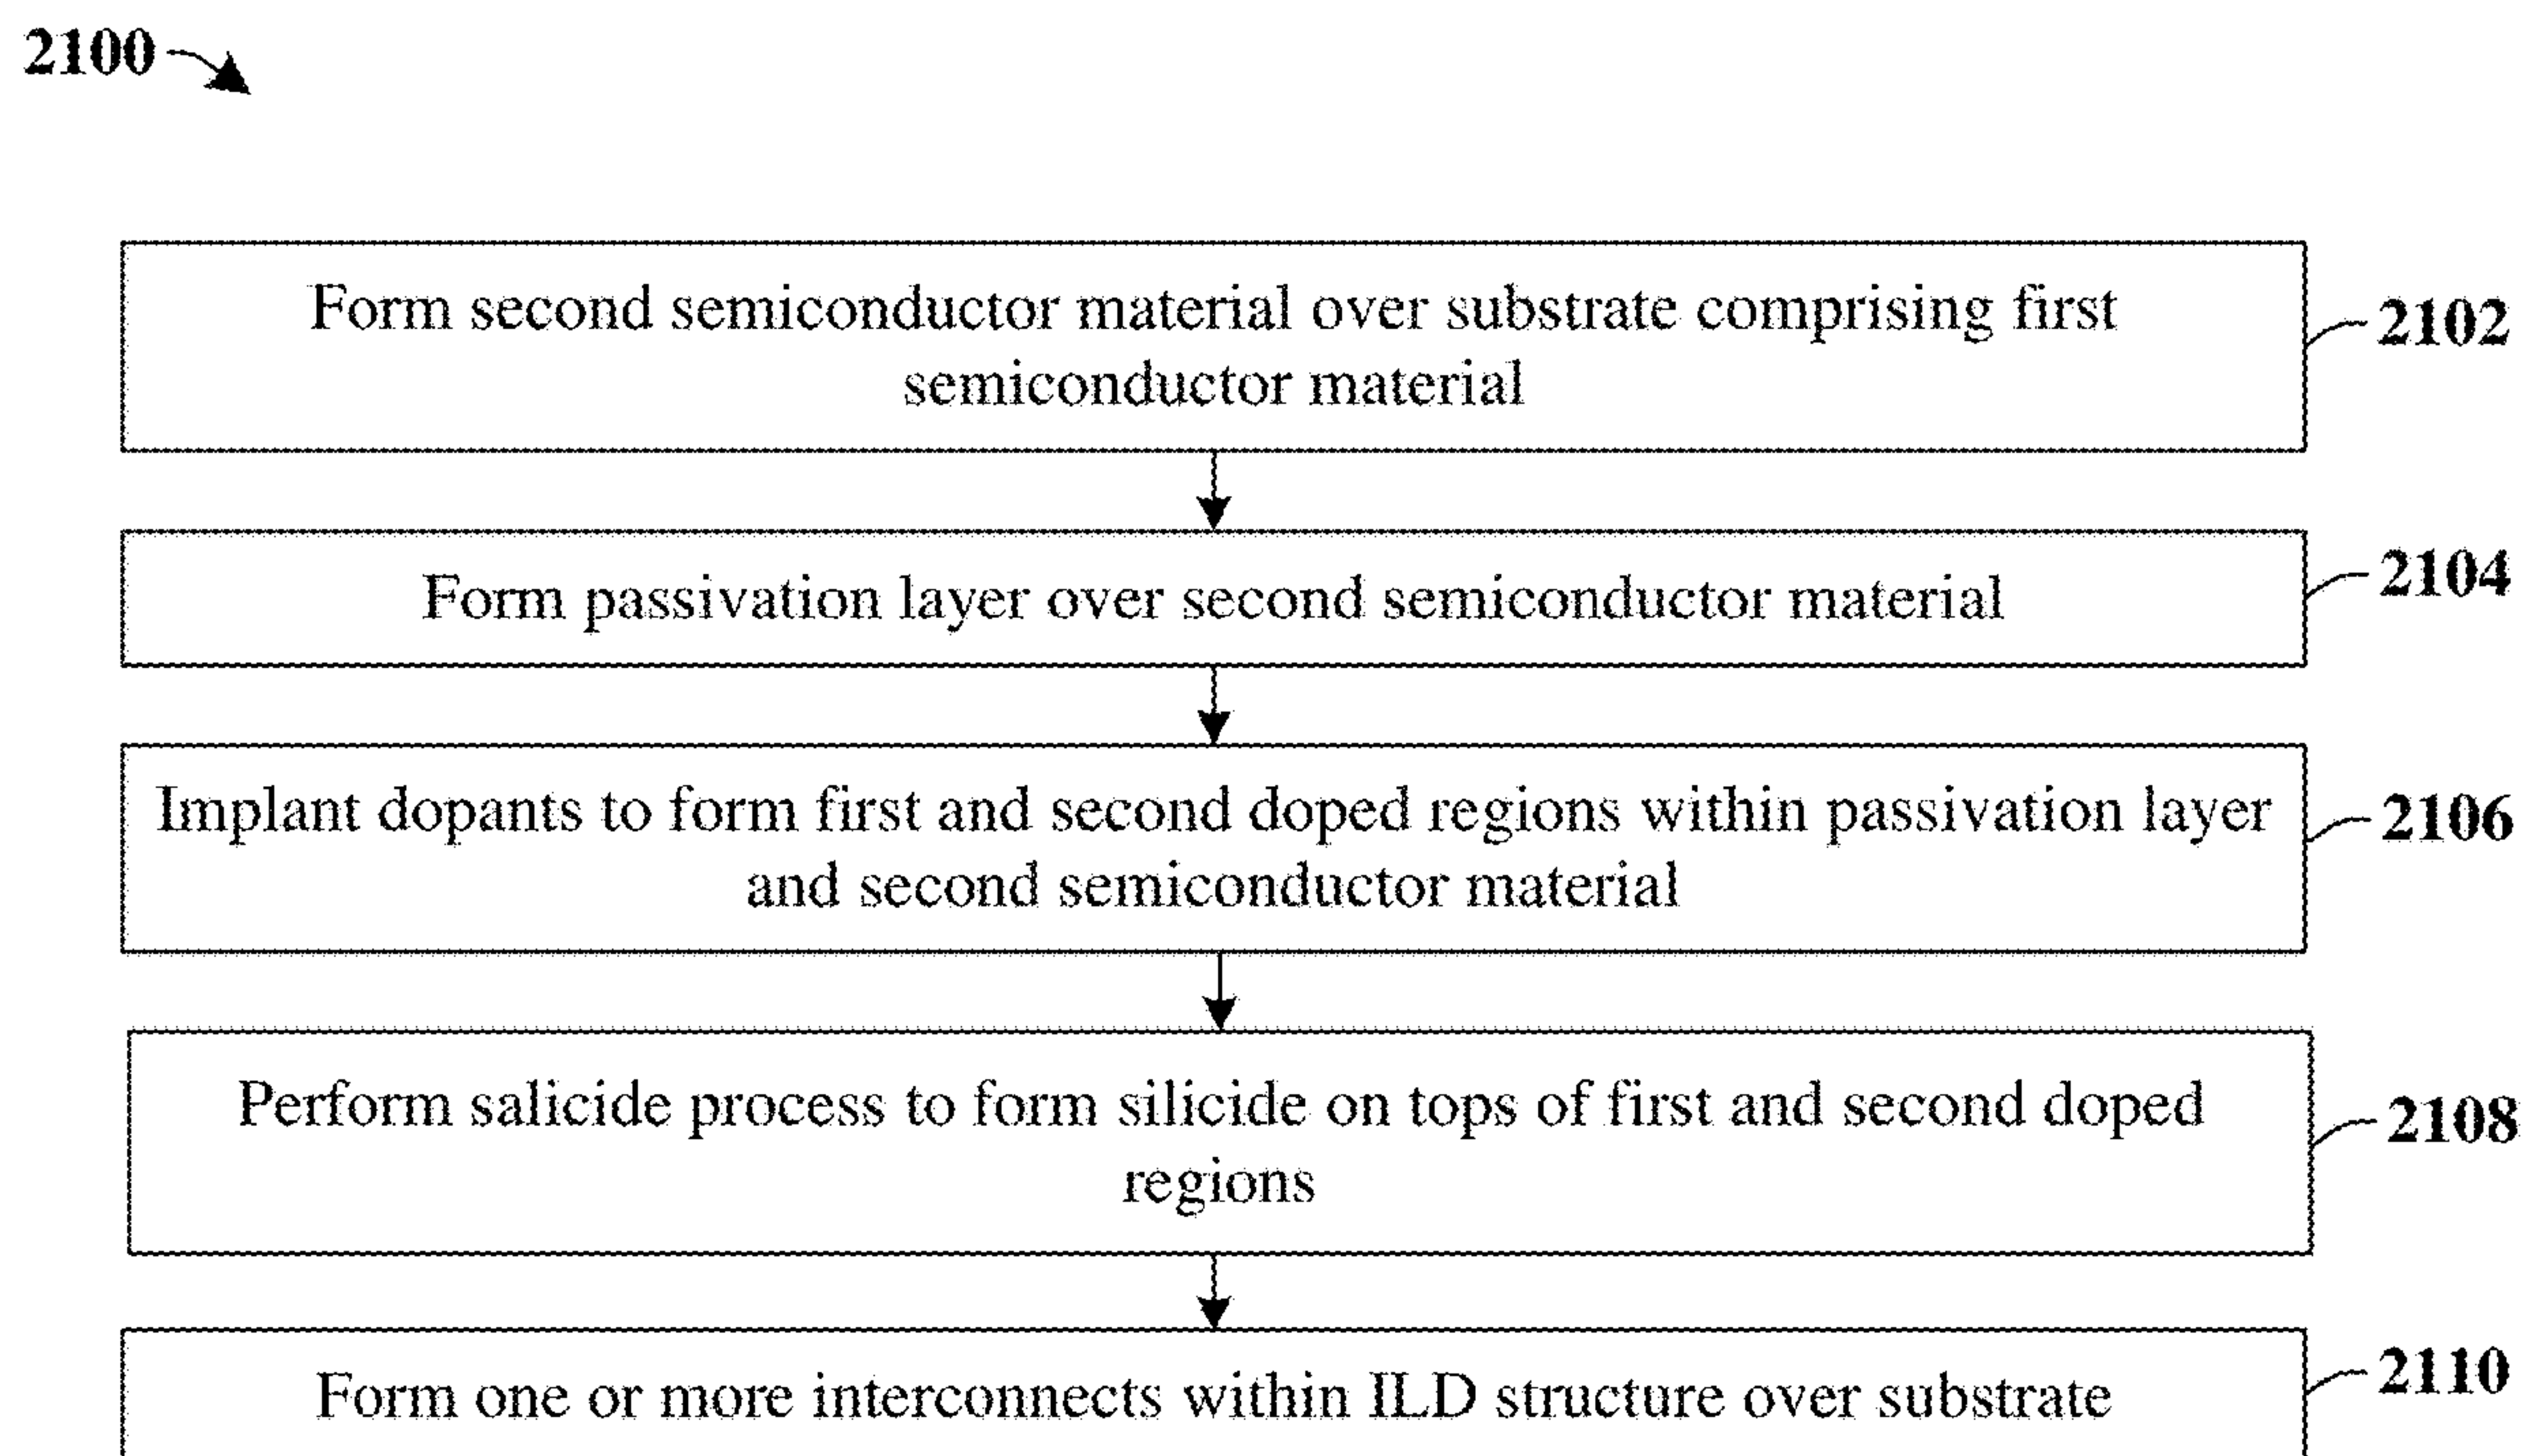 2100
Form second semiconductor material over substrate comprising first
semiconductor material
2102
Form passivation layer over second semiconductor material
2104
Implant dopants to form first and second doped regions within passivation layer
and second semiconductor material
2106
Perform salicide process to form silicide on tops of first and second doped
regions
2108
Form one or more interconnects within ILD structure over substrate
2110